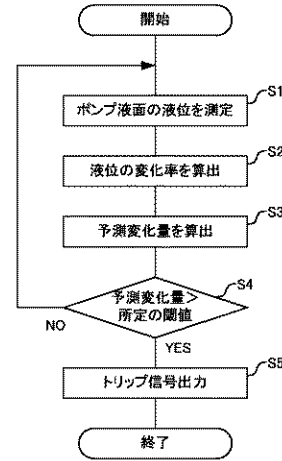 開始
S1
ポンプ液面の液位を測定
S2
液位の変化率を算出
S3
予測変化量を算出
S4
予測変化量>
所定の閾値
NO
YES
S5
トリップ信号出力
終了